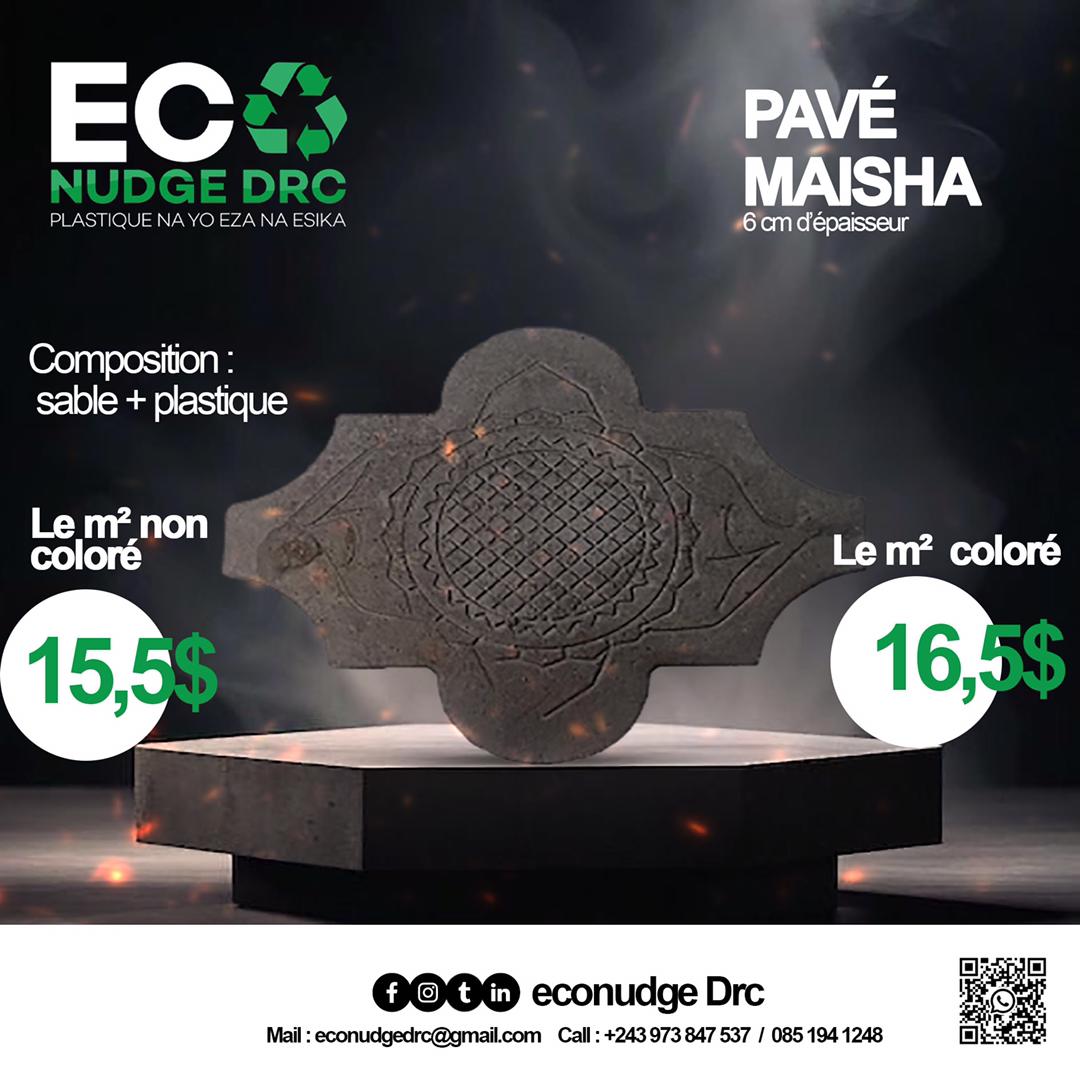 ECO
NUDGE DRC
PLASTIQUE NA YO EZA NA ESIKA
PAVÉ
MAISHA
6 cm d'épaisseur
Composition :
sable + plastique
Le m² non
coloré
15,5$
Le m² coloré
16,5$
econudge Drc
Mail : econudgedrc@gmail.com Call : +243 973 847 537 / 085 194 1248